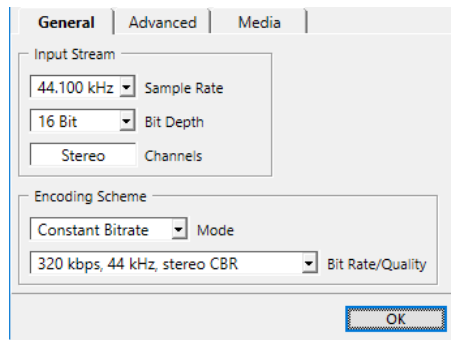 General Advanced Media
Input Stream
44.100 kHz Sample Rate
16 Bit Bit Depth
Stereo Channels
Encoding Scheme
Constant Bitrate Mode
320 kbps, 44 kHz, stereo CBR Bit Rate/Quality
OK